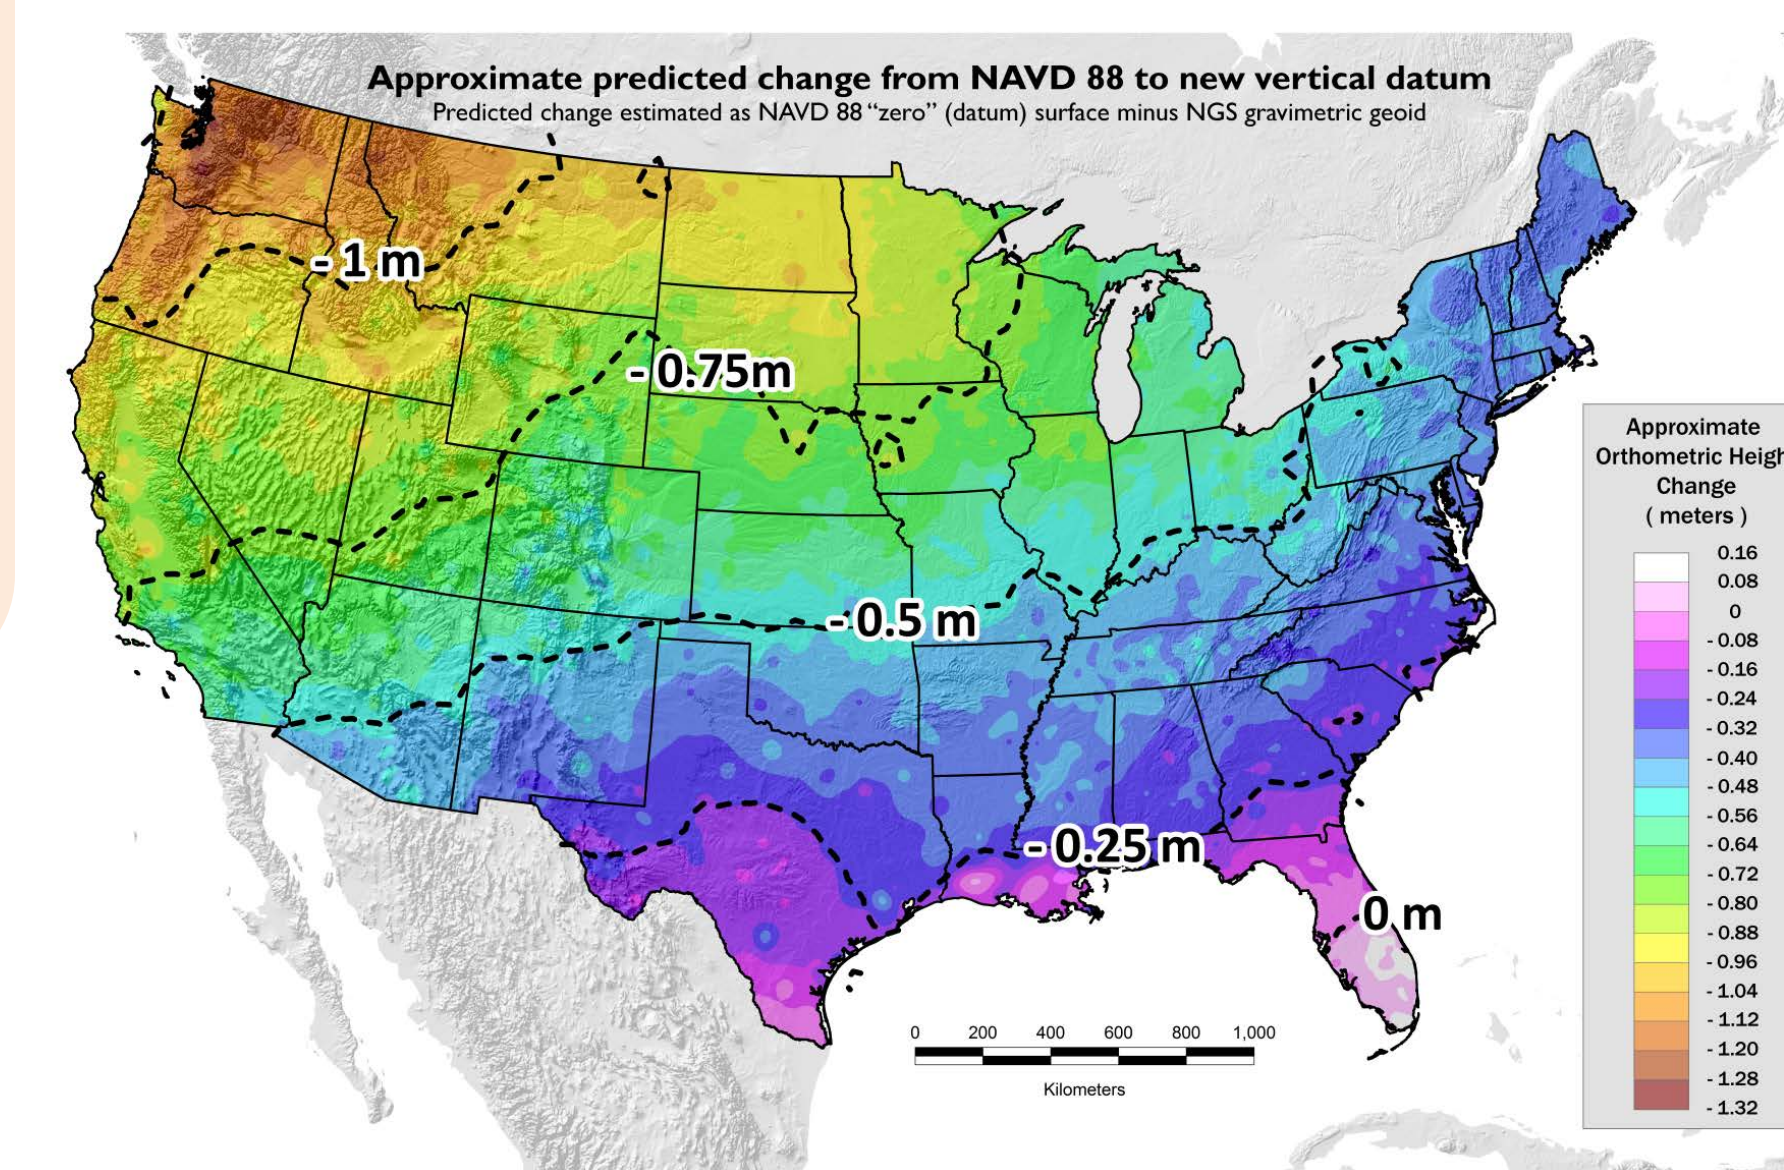 Approximate predicted change from NAVD 88 to new vertical datum
Predicted change estimated as NAVD 88 “zero” (datum) surface minus NGS gravimetric geoid
- 1 m
- 0.75m
- 0.5 m
- 0.25 m
0 m
Approximate
Orthometric Heigh
Change
( meters )
0.16
0.08
0
- 0.08
- 0.16
- 0.24
- 0.32
- 0.40
- 0.48
- 0.56
- 0.64
- 0.72
- 0.80
- 0.88
- 0.96
- 1.04
- 1.12
- 1.20
- 1.28
- 1.32
0 200 400 600 800 1,000
Kilometers